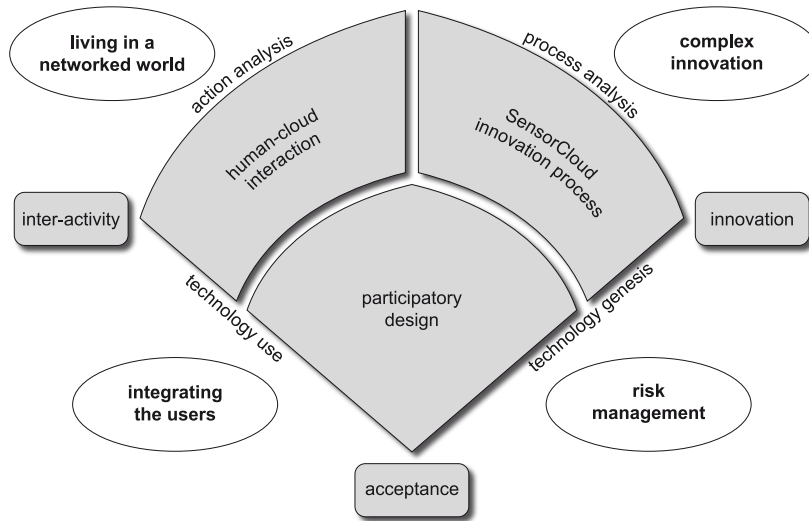 living in a
networked world
action analysis
process analysis
complex
innovation
human-cloud
interaction
SensorCloud
innovation process
inter-activity
innovation
technology use
participatory
design
technology genesis
integrating
the users
risk
management
acceptance